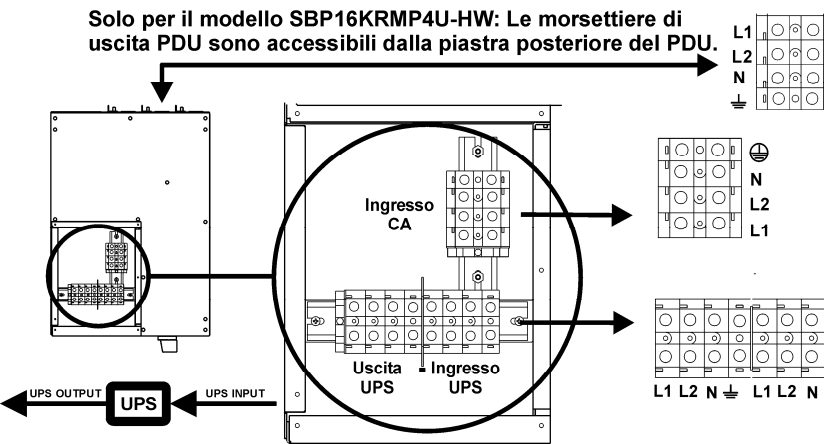 Solo per il modello SBP16KRMP4U-HW: Le morsettiere di
uscita PDU sono accessibili dalla piastra posteriore del PDU.
L1
L2
N
Ingresso
CA
N
L2
L1
Uscita
UPS
Ingresso
UPS
L1 L2 N L1 L2 N
UPS OUTPUT
UPS
UPS INPUT